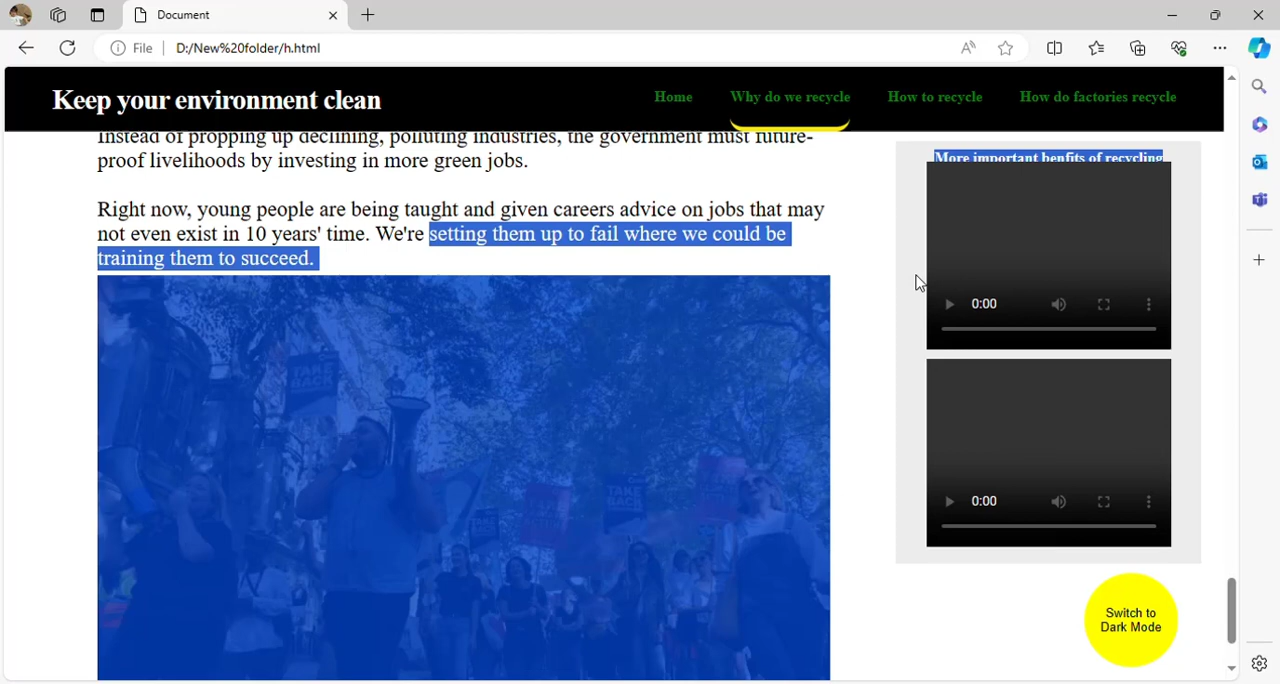 Document
File
D:/New%20folder/h.html
Keep your environment clean
Home
Why do we recycle
How to recycle
How do factories recycle
Instead of propping up declining, polluting industries, the government must future-
proof livelihoods by investing in more green jobs.
Right now, young people are being taught and given careers advice on jobs that may
not even exist in 10 years' time. We're setting them up to fail where we could be
training them to succeed.
TAKE BACK
More important benfits of recycling
0:00
0:00
Switch to
Dark Mode